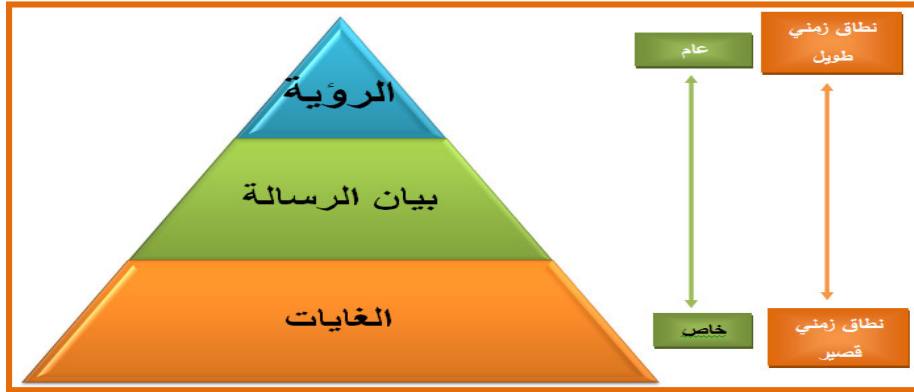 نطاق زمني
طويل
عام
الرؤية
بيان الرسالة
الغايات
خاص
نطاق زمني
قصير